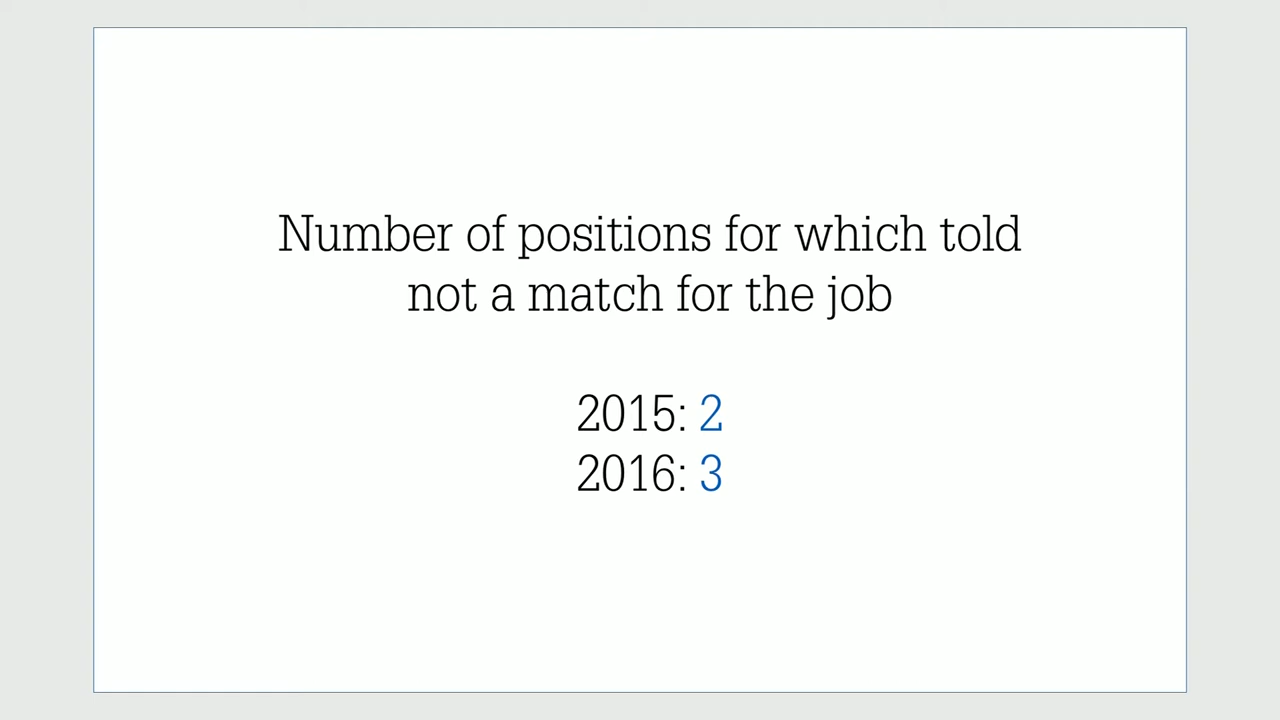 Number of positions for which told
not a match for the job
2015: 2
2016: 3